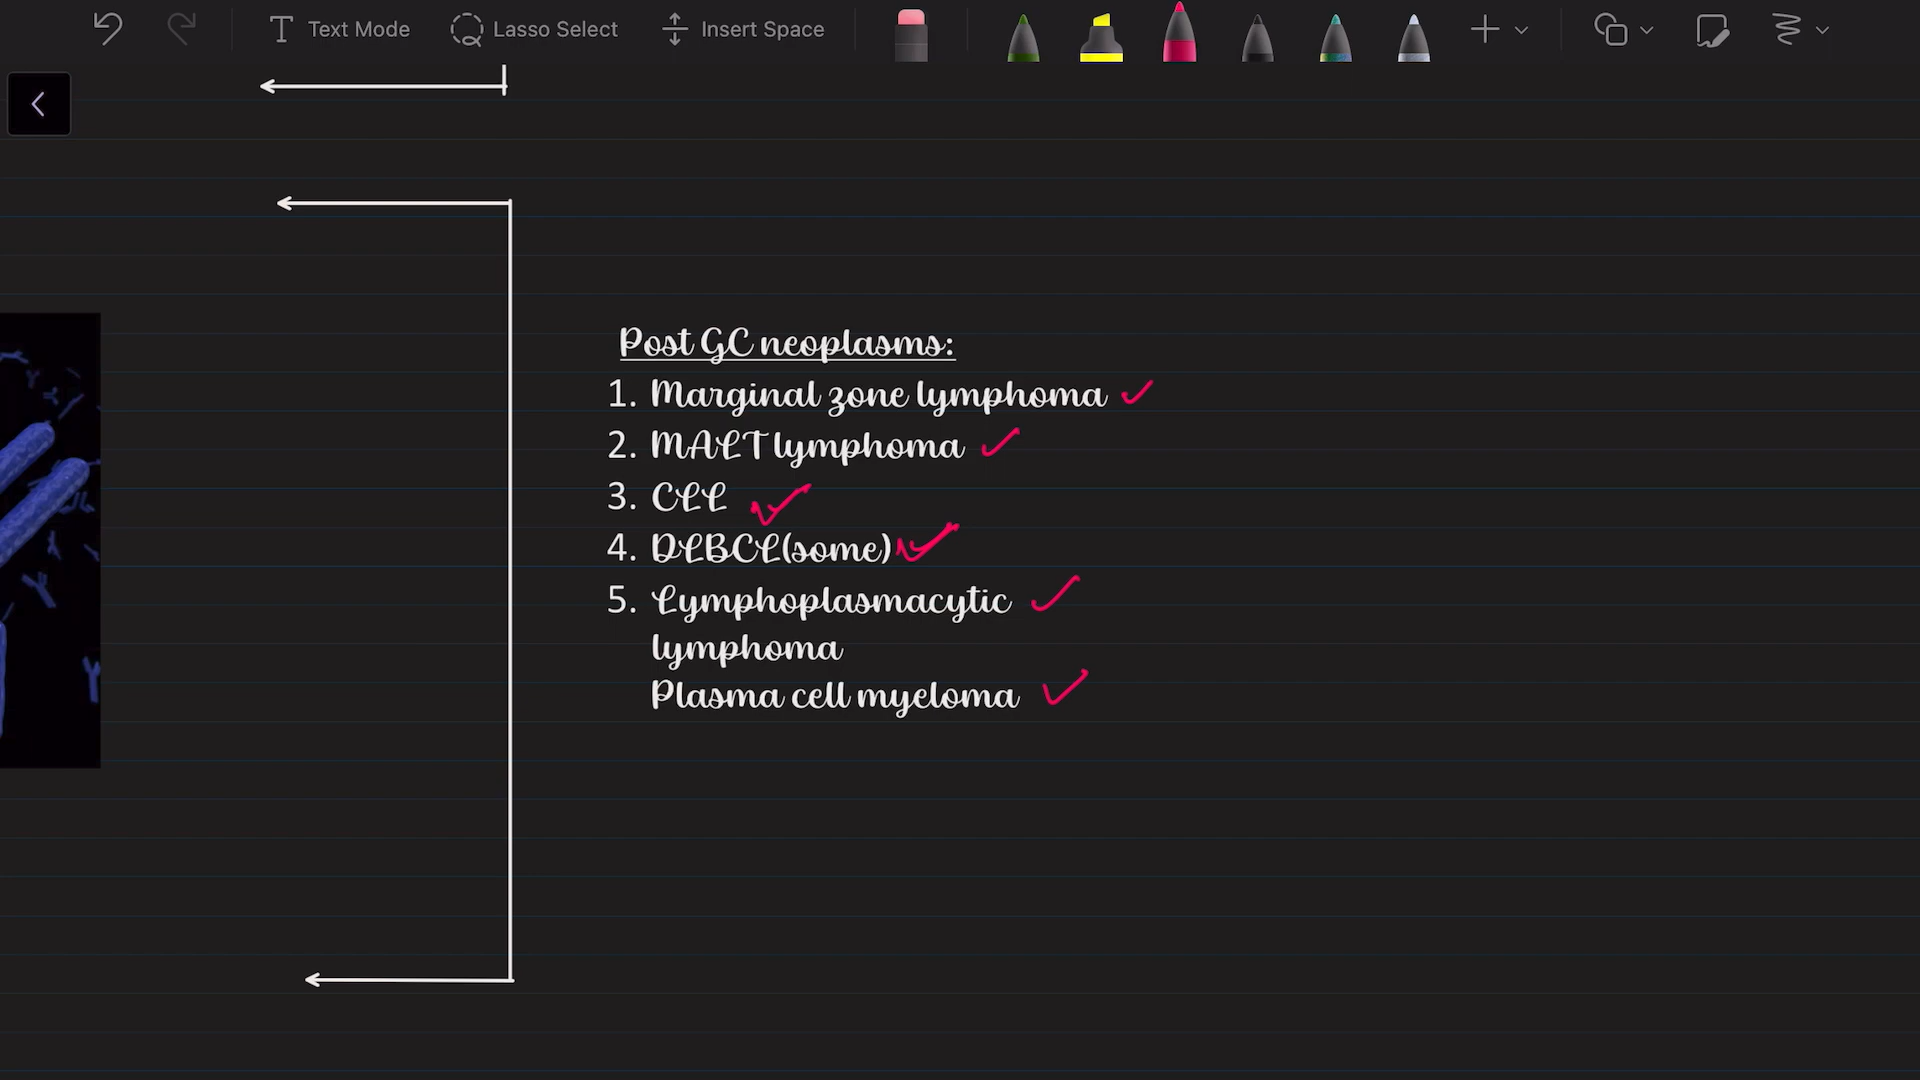 Text Mode
Lasso Select
Insert Space
Post GC neoplasms:
1. Marginal zone lymphoma
2. MALT lymphoma
3. CLL
4. DLBCL(some)
5. Lymphoplasmacytic
lymphoma
Plasma cell myeloma